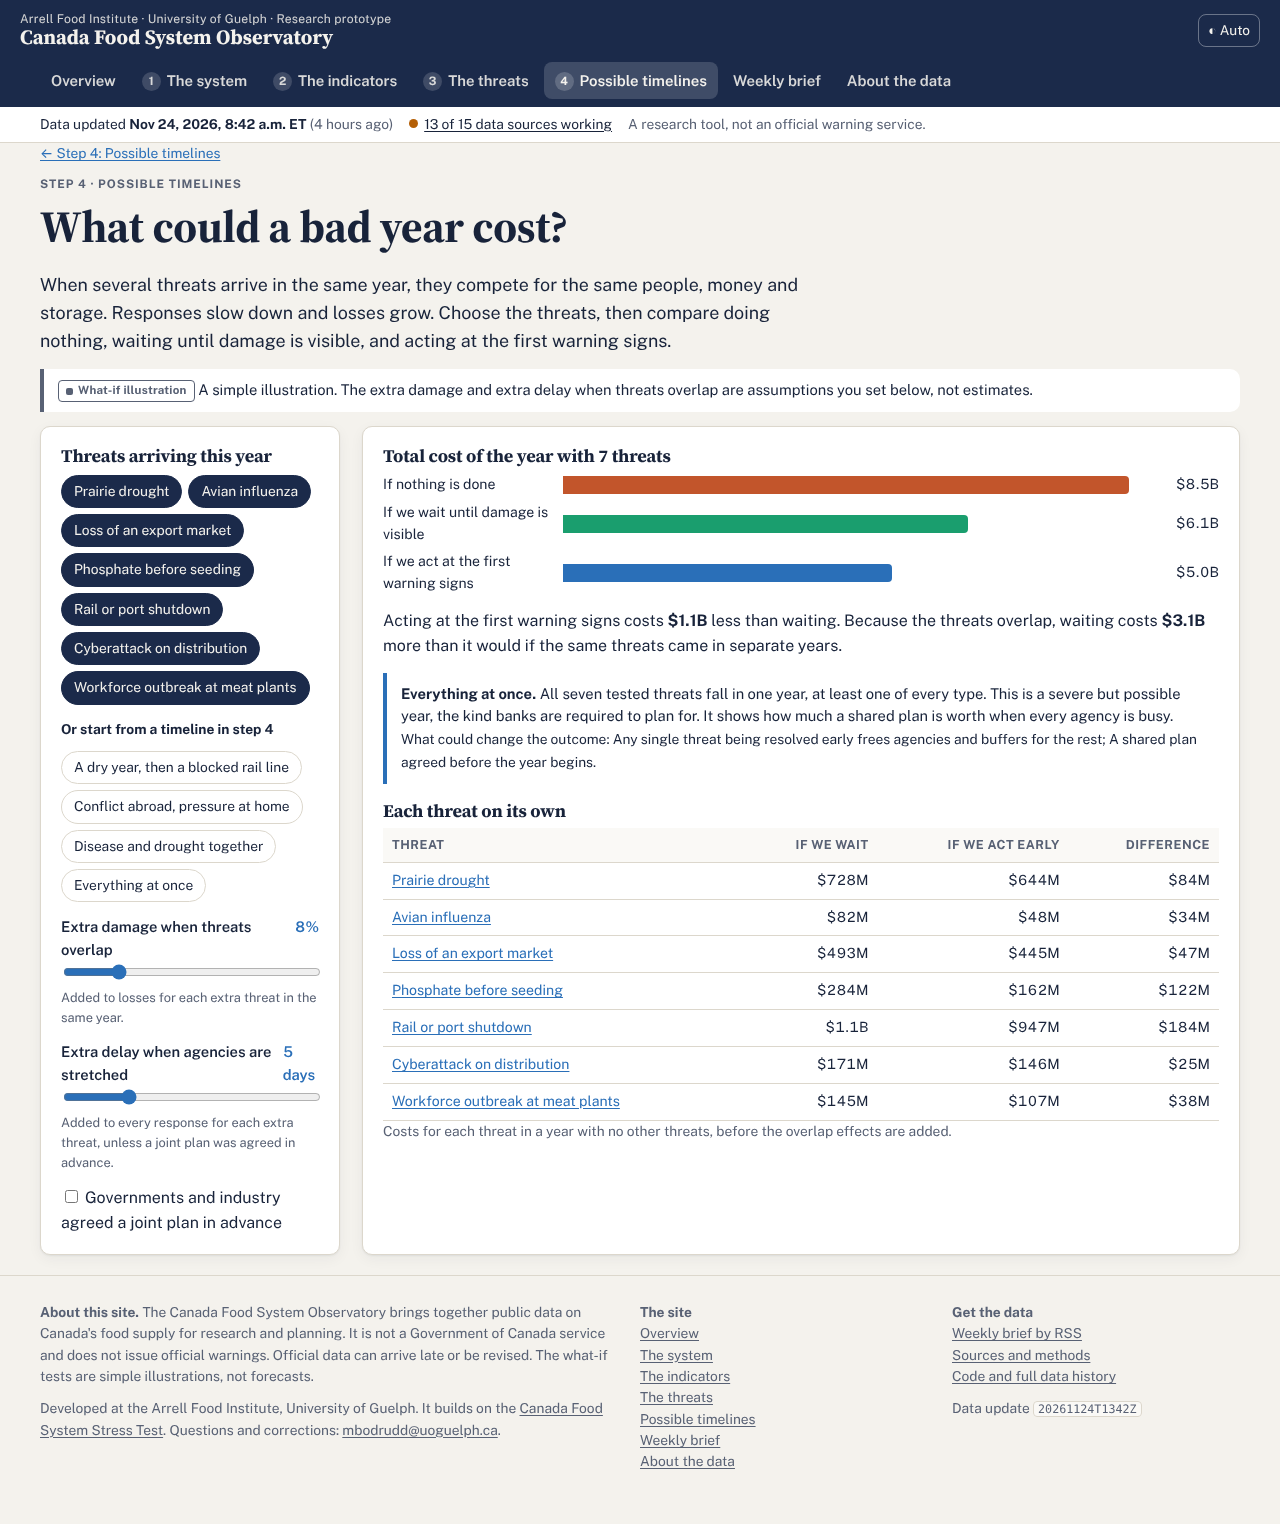 Arrell Food Institute · University of Guelph · Research prototype
Canada Food System Observatory
Auto
Overview
1 The system
2 The indicators
3 The threats
4 Possible timelines
Weekly brief
About the data
Data updated Nov 24, 2026, 8:42 a.m. ET (4 hours ago)
13 of 15 data sources working
A research tool, not an official warning service.
← Step 4: Possible timelines
STEP 4 · POSSIBLE TIMELINES
What could a bad year cost?
When several threats arrive in the same year, they compete for the same people, money and
storage. Responses slow down and losses grow. Choose the threats, then compare doing
nothing, waiting until damage is visible, and acting at the first warning signs.
What-if illustration A simple illustration. The extra damage and extra delay when threats overlap are assumptions you set below, not estimates.
Threats arriving this year
Prairie drought
Avian influenza
Loss of an export market
Phosphate before seeding
Rail or port shutdown
Cyberattack on distribution
Workforce outbreak at meat plants
Or start from a timeline in step 4
A dry year, then a blocked rail line
Conflict abroad, pressure at home
Disease and drought together
Everything at once
Extra damage when threats 8%
overlap
Added to losses for each extra threat in the
same year.
Extra delay when agencies are 5
stretched days
Added to every response for each extra
threat, unless a joint plan was agreed in
advance.
Governments and industry
agreed a joint plan in advance
Total cost of the year with 7 threats
If nothing is done $8.5B
If we wait until damage is
visible $6.1B
If we act at the first
warning signs $5.0B
Acting at the first warning signs costs $1.1B less than waiting. Because the threats overlap, waiting costs $3.1B
more than it would if the same threats came in separate years.
Everything at once. All seven tested threats fall in one year, at least one of every type. This is a severe but possible
year, the kind banks are required to plan for. It shows how much a shared plan is worth when every agency is busy.
What could change the outcome: Any single threat being resolved early frees agencies and buffers for the rest; A shared plan
agreed before the year begins.
Each threat on its own
THREAT IF WE WAIT IF WE ACT EARLY DIFFERENCE
Prairie drought $728M $644M $84M
Avian influenza $82M $48M $34M
Loss of an export market $493M $445M $47M
Phosphate before seeding $284M $162M $122M
Rail or port shutdown $1.1B $947M $184M
Cyberattack on distribution $171M $146M $25M
Workforce outbreak at meat plants $145M $107M $38M
Costs for each threat in a year with no other threats, before the overlap effects are added.
About this site. The Canada Food System Observatory brings together public data on
Canada's food supply for research and planning. It is not a Government of Canada service
and does not issue official warnings. Official data can arrive late or be revised. The what-if
tests are simple illustrations, not forecasts.
Developed at the Arrell Food Institute, University of Guelph. It builds on the Canada Food
System Stress Test. Questions and corrections: mbodrudd@uoguelph.ca.
The site
Overview
The system
The indicators
The threats
Possible timelines
Weekly brief
About the data
Get the data
Weekly brief by RSS
Sources and methods
Code and full data history
Data update 20261124T1342Z